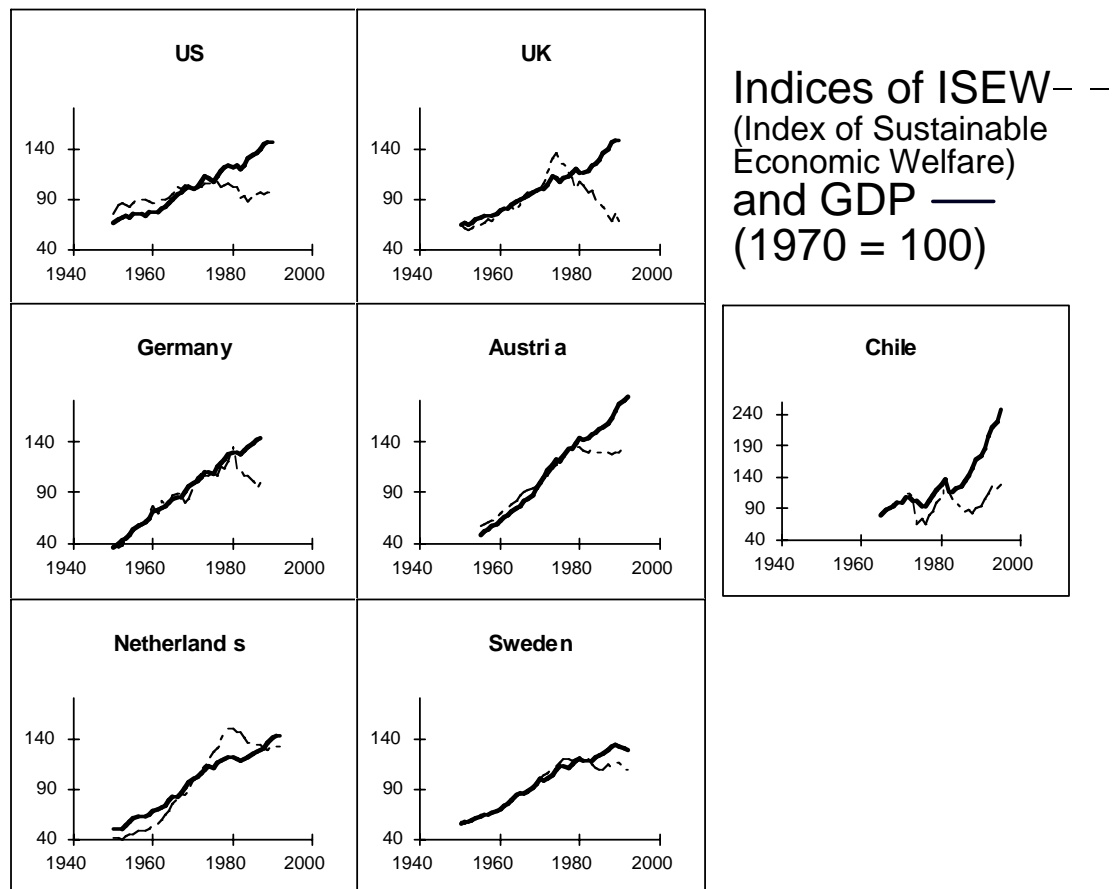 US
140
90
40
1940 1960 1980 2000
UK
140
90
40
1940 1960 1980 2000
Indices of ISEW
(Index of Sustainable
Economic Welfare)
and GDP
(1970 = 100)
Germany
140
90
40
1940 1960 1980 2000
Austri a
140
90
40
1940 1960 1980 2000
Chile
240
190
140
90
40
1940 1960 1980 2000
Netherland s
140
90
40
1940 1960 1980 2000
Sweden
140
90
40
1940 1960 1980 2000